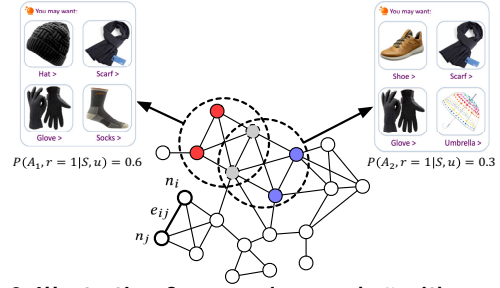 You may want:
Hat >
Scarf >
Glove >
Socks >
P(A₁, r = 1|S, u) = 0.6
You may want:
Shoe >
Scarf >
Glove >
Umbrella >
P(A₂, r = 1|S, u) = 0.3
nᵢ
eᵢⱼ
nⱼ